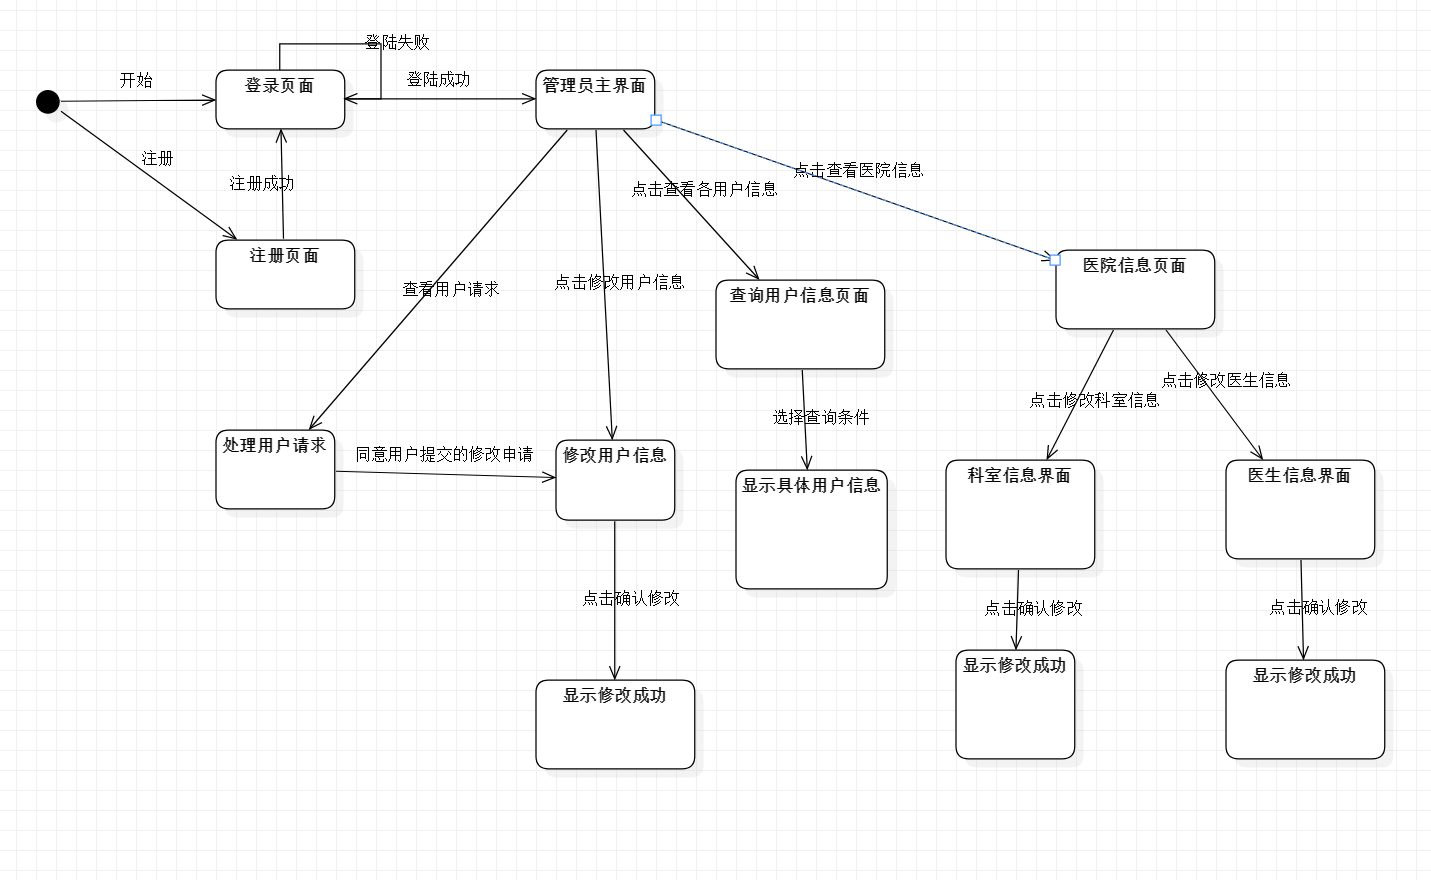 登陆失败
开始
登录页面
登陆成功
管理员主界面
注册
注册成功
点击查看各用户信息
点击查看医院信息
注册页面
医院信息页面
查看用户请求
点击修改用户信息
查询用户信息页面
点击修改科室信息
点击修改医生信息
选择查询条件
处理用户请求
同意用户提交的修改申请
修改用户信息
显示具体用户信息
科室信息界面
医生信息界面
点击确认修改
点击确认修改
点击确认修改
显示修改成功
显示修改成功
显示修改成功